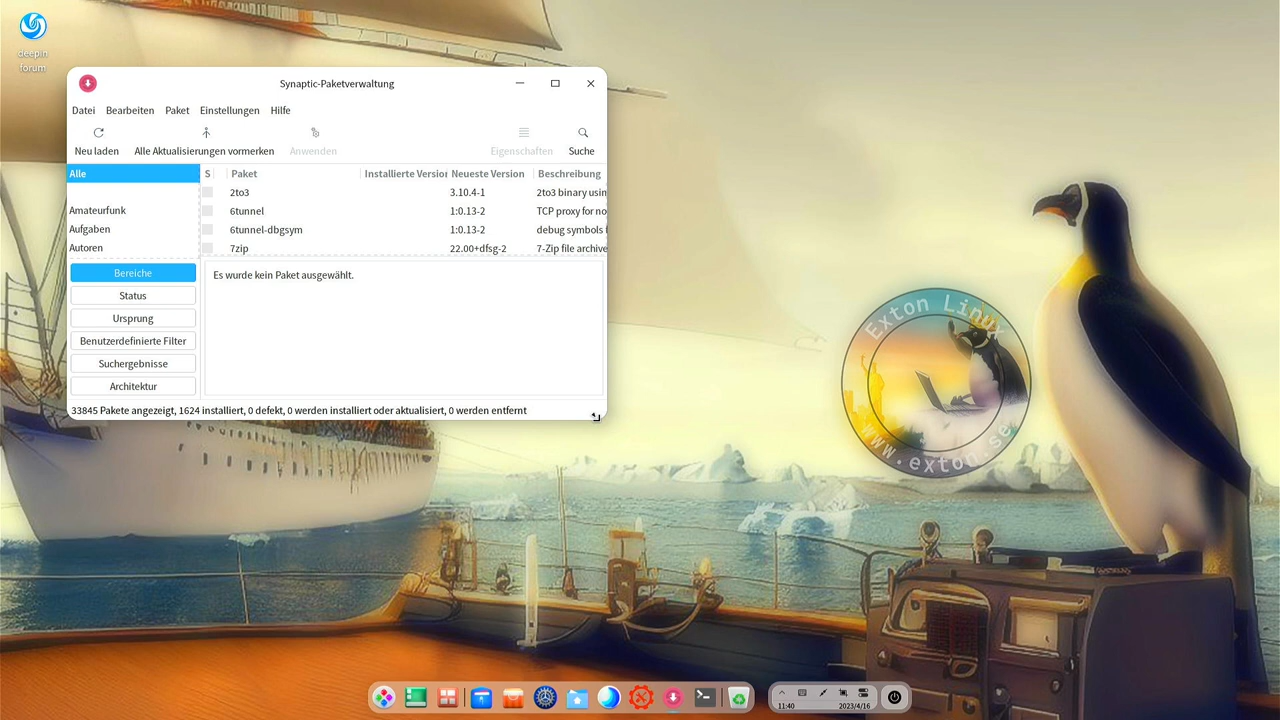 deepin
forum
Synaptic-Paketverwaltung
Datei Bearbeiten Paket Einstellungen Hilfe
Neu laden Alle Aktualisierungen vormerken Anwenden Eigenschaften Suche
Alle
S Paket Installierte Version Neueste Version Beschreibung
2to3 3.10.4-1 2to3 binary usin
Amateurfunk
6tunnel 1:0.13-2 TCP proxy for no
Aufgaben
6tunnel-dbgsym 1:0.13-2 debug symbols f
Autoren
7zip 22.00+dfsg-2 7-Zip file archive
Bereiche
Es wurde kein Paket ausgewählt.
Status
Ursprung
Benutzerdefinierte Filter
Suchergebnisse
Architektur
33845 Pakete angezeigt, 1624 installiert, 0 defekt, 0 werden installiert oder aktualisiert, 0 werden entfernt
Exton Linux
www.exton.se
11:40 2023/4/16